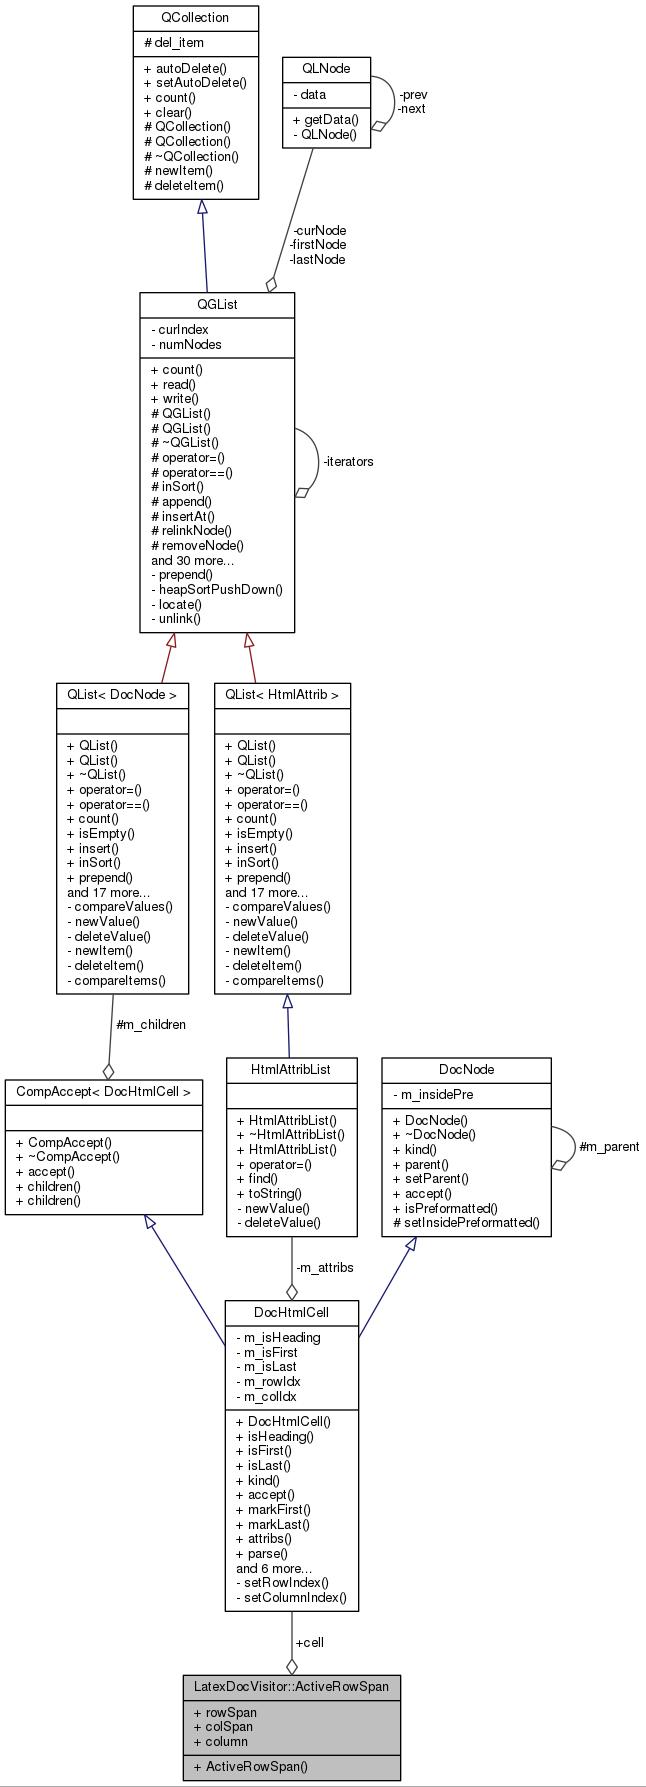 QCollection
# del_item
+ autoDelete()
+ setAutoDelete()
+ count()
+ clear()
# QCollection()
# QCollection()
# ~QCollection()
# newItem()
# deleteItem()
QLNode
- data
+ getData()
- QLNode()
-prev
-next
-curNode
-firstNode
-lastNode
QGList
- curIndex
- numNodes
+ count()
+ read()
+ write()
# QGList()
# QGList()
# ~QGList()
# operator=()
# operator==()
# inSort()
# append()
# insertAt()
# relinkNode()
# removeNode()
and 30 more...
- prepend()
- heapSortPushDown()
- locate()
- unlink()
-iterators
QList< DocNode >
+ QList()
+ QList()
+ ~QList()
+ operator=()
+ operator==()
+ count()
+ isEmpty()
+ insert()
+ inSort()
+ prepend()
and 17 more...
- compareValues()
- newValue()
- deleteValue()
- newItem()
- deleteItem()
- compareItems()
QList< HtmlAttrib >
+ QList()
+ QList()
+ ~QList()
+ operator=()
+ operator==()
+ count()
+ isEmpty()
+ insert()
+ inSort()
+ prepend()
and 17 more...
- compareValues()
- newValue()
- deleteValue()
- newItem()
- deleteItem()
- compareItems()
#m_children
CompAccept< DocHtmlCell >
+ CompAccept()
+ ~CompAccept()
+ accept()
+ children()
+ children()
HtmlAttribList
+ HtmlAttribList()
+ ~HtmlAttribList()
+ HtmlAttribList()
+ operator=()
+ find()
+ toString()
- newValue()
- deleteValue()
DocNode
- m_insidePre
+ DocNode()
+ ~DocNode()
+ kind()
+ parent()
+ setParent()
+ accept()
+ isPreformatted()
# setInsidePreformatted()
#m_parent
-m_attribs
DocHtmlCell
- m_isHeading
- m_isFirst
- m_isLast
- m_rowIdx
- m_colIdx
+ DocHtmlCell()
+ isHeading()
+ isFirst()
+ isLast()
+ kind()
+ accept()
+ markFirst()
+ markLast()
+ attribs()
+ parse()
and 6 more...
- setRowIndex()
- setColumnIndex()
+cell
LatexDocVisitor::ActiveRowSpan
+ rowSpan
+ colSpan
+ column
+ ActiveRowSpan()